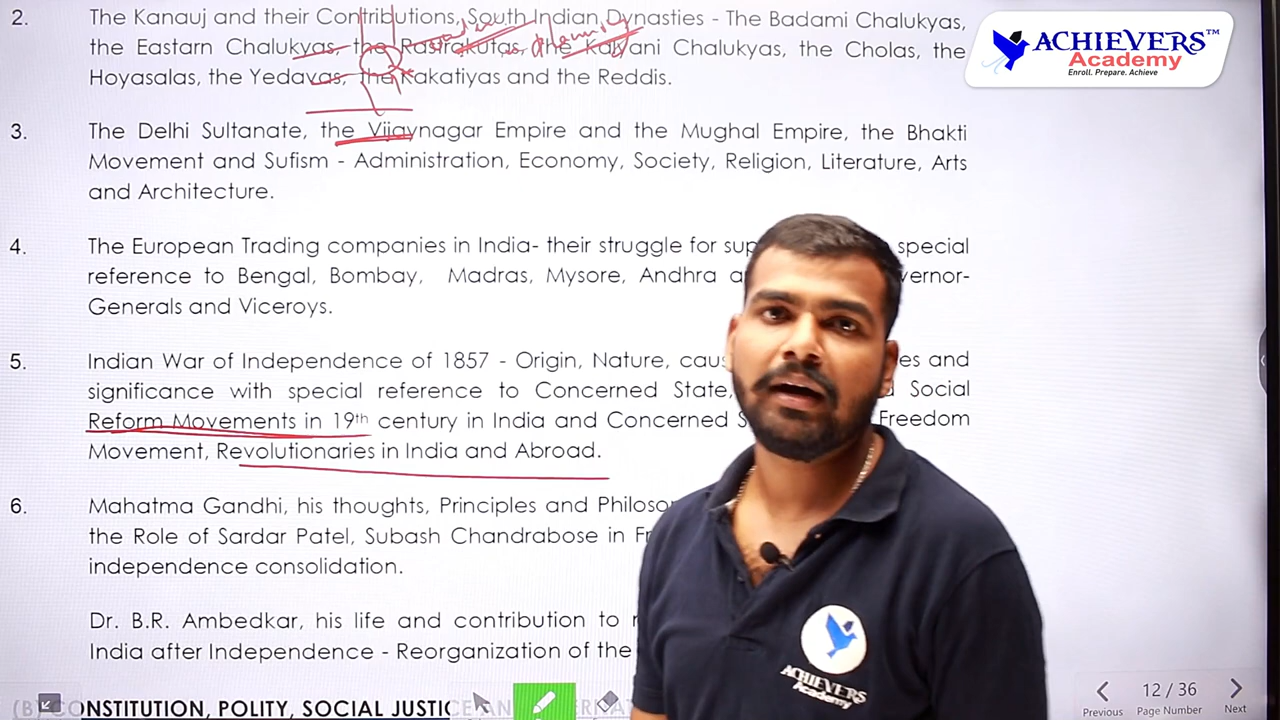 2. The Kanauj and their Contributions, South Indian Dynasties - The Badami Chalukyas,
the Eastarn Chalukyas, the Rastrakutas, the Kalyani Chalukyas, the Cholas, the
Hoyasalas, the Yedavas, the Kakatiyas and the Reddis.
ACHIEVERS™
Academy
Enroll. Prepare. Achieve
3. The Delhi Sultanate, the Vijaynagar Empire and the Mughal Empire, the Bhakti
Movement and Sufism - Administration, Economy, Society, Religion, Literature, Arts
and Architecture.
4. The European Trading companies in India- their struggle for special
reference to Bengal, Bombay, Madras, Mysore, Andhra
Generals and Viceroys.
5. Indian War of Independence of 1857 - Origin, Nature, and
significance with special reference to Concerned State, Social
Reform Movements in 19th century in India and Concerned Freedom
Movement, Revolutionaries in India and Abroad.
6. Mahatma Gandhi, his thoughts, Principles and
the Role of Sardar Patel, Subash Chandrabose in
independence consolidation.
Dr. B.R. Ambedkar, his life and contribution to
India after Independence - Reorganization of the
(B) CONSTITUTION, POLITY, SOCIAL JUSTICE AND
ACHIEVERS
Academy
Previous
12 / 36
Page Number
Next